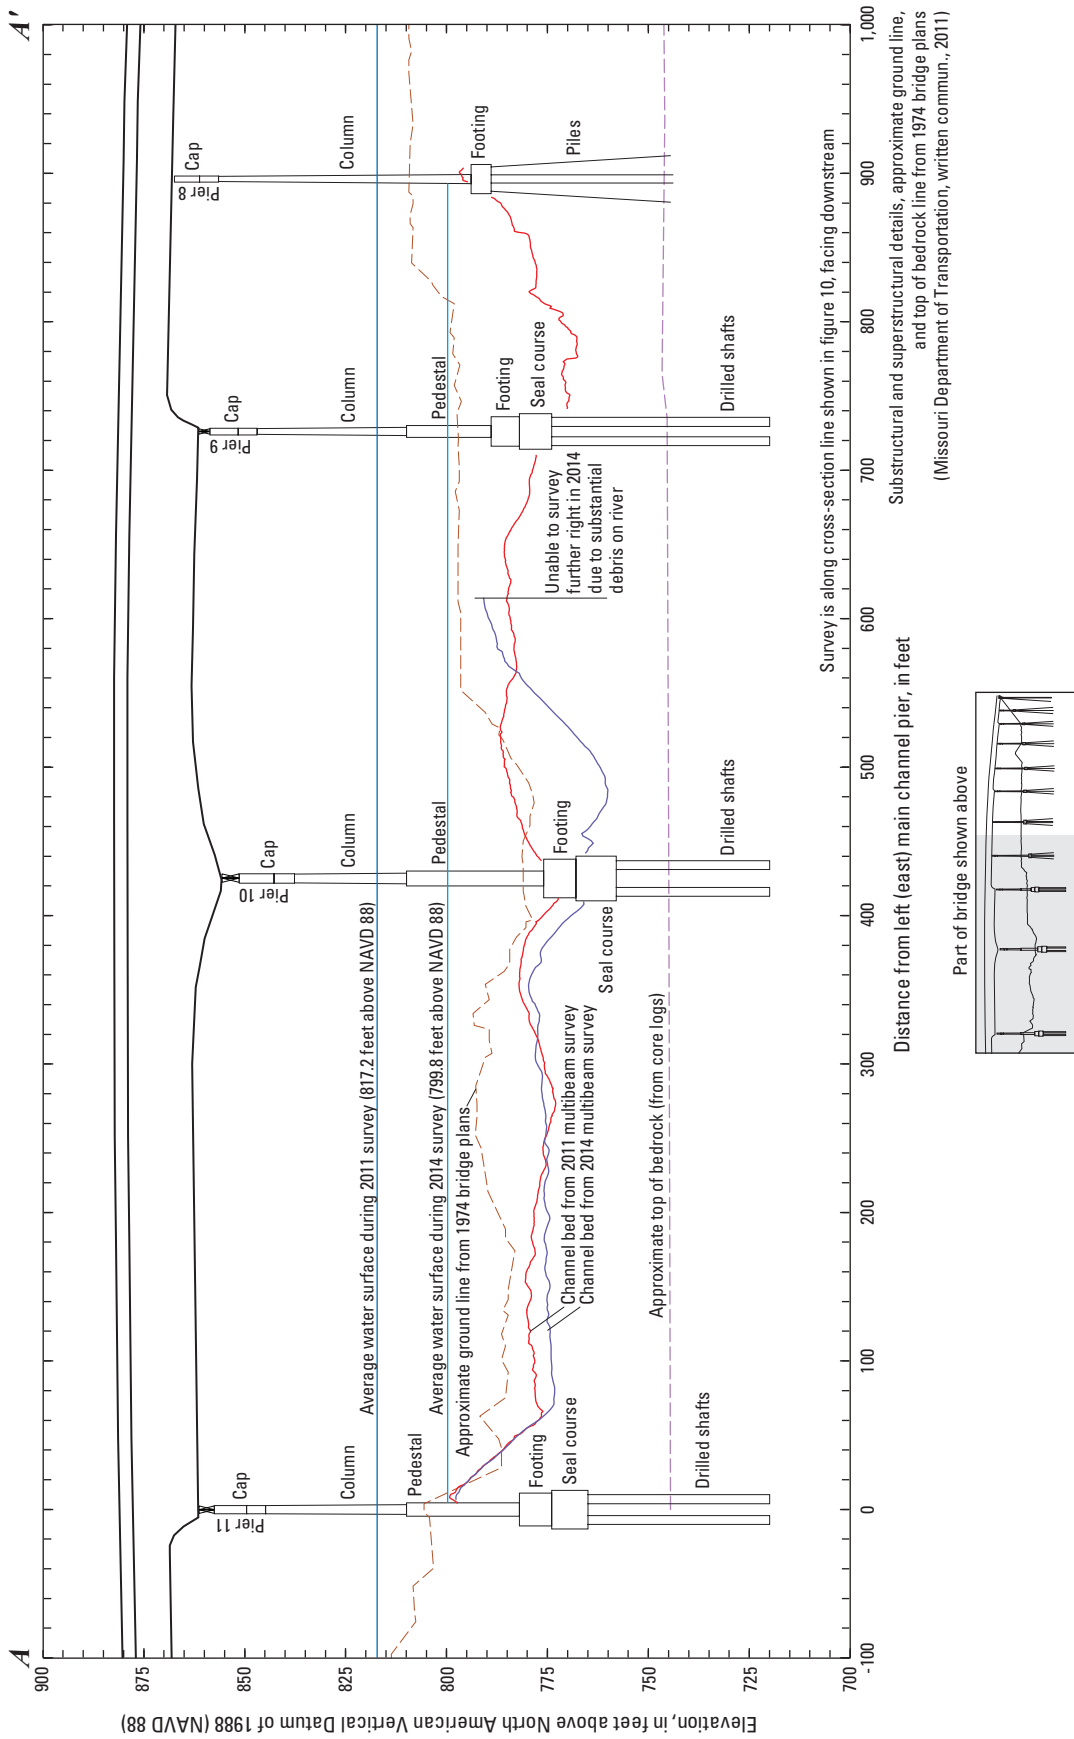 A
A'
900
875
850
825
800
775
750
725
700
Elevation, in feet above North American Vertical Datum of 1988 (NAVD 88)
Cap
Pier 11
Column
Pedestal
Footing
Seal course
Drilled shafts
Average water surface during 2011 survey (817.2 feet above NAVD 88)
Average water surface during 2014 survey (799.8 feet above NAVD 88)
Approximate ground line from 1974 bridge plans
Channel bed from 2011 multibeam survey
Channel bed from 2014 multibeam survey
Approximate top of bedrock (from core logs)
Cap
Pier 10
Column
Pedestal
Footing
Seal course
Drilled shafts
Unable to survey
further right in 2014
due to substantial
debris on river
Cap
Pier 9
Column
Pedestal
Footing
Seal course
Drilled shafts
Cap
Pier 8
Column
Footing
Piles
Survey is along cross-section line shown in figure 10, facing downstream
-100
0
100
200
300
400
500
600
700
800
900
1,000
Distance from left (east) main channel pier, in feet
Substructural and superstructural details, approximate ground line,
and top of bedrock line from 1974 bridge plans
(Missouri Department of Transportation, written commun., 2011)
Part of bridge shown above